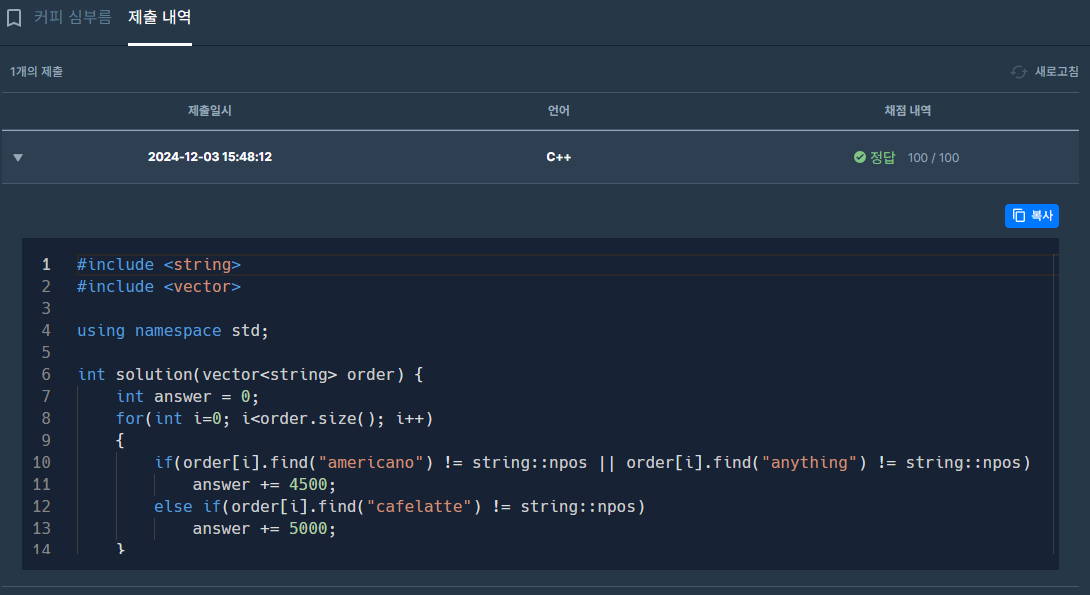 커피 심부름 제출 내역
1개의 제출 새로고침
제출일시 언어 채점 내역
2024-12-03 15:48:12 C++ 정답 100 / 100
복사
1 #include <string>
2 #include <vector>
3
4 using namespace std;
5
6 int solution(vector<string> order) {
7     int answer = 0;
8     for(int i=0; i<order.size(); i++)
9     {
10         if(order[i].find("americano") != string::npos || order[i].find("anything") != string::npos)
11             answer += 4500;
12         else if(order[i].find("cafelatte") != string::npos)
13             answer += 5000;
14     }